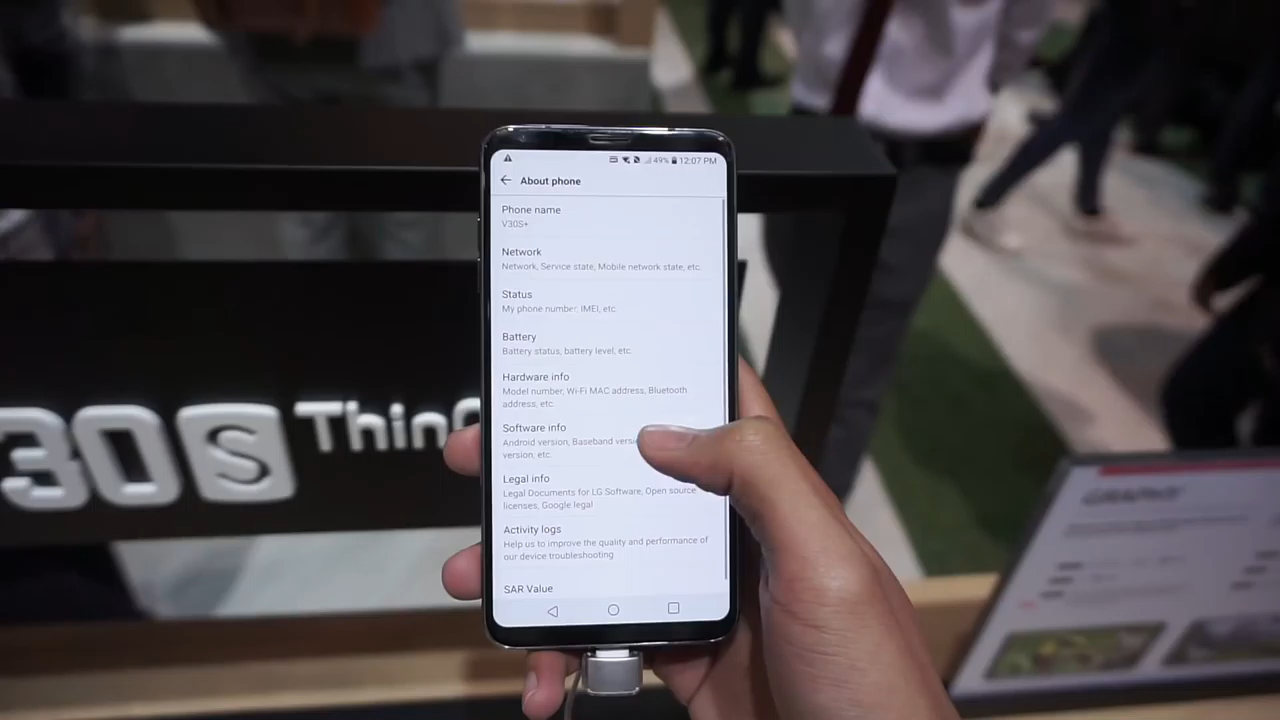 49% 12:07 PM
About phone
Phone name
V30S+
Network
Network, Service state, Mobile network state, etc.
Status
My phone number, IMEI, etc.
Battery
Battery status, battery level, etc.
Hardware info
Model number, Wi-Fi MAC address, Bluetooth
address, etc.
Software info
Android version, Baseband
version, etc.
Legal info
Legal Documents for LG Software, Open source
licenses, Google legal
Activity logs
Help us to improve the quality and performance of
our device troubleshooting
SAR Value
30S Thin
GRAPHY